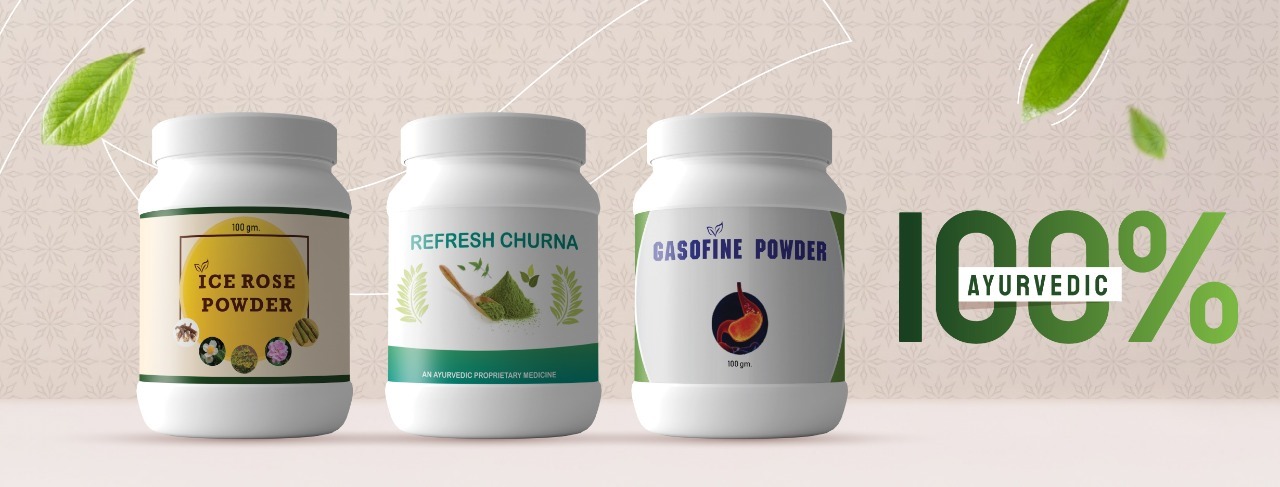 100 gm.
ICE ROSE
POWDER
REFRESH CHURNA
AN AYURVEDIC PROPRIETARY MEDICINE
GASOFINE POWDER
100 gm.
100%
AYURVEDIC